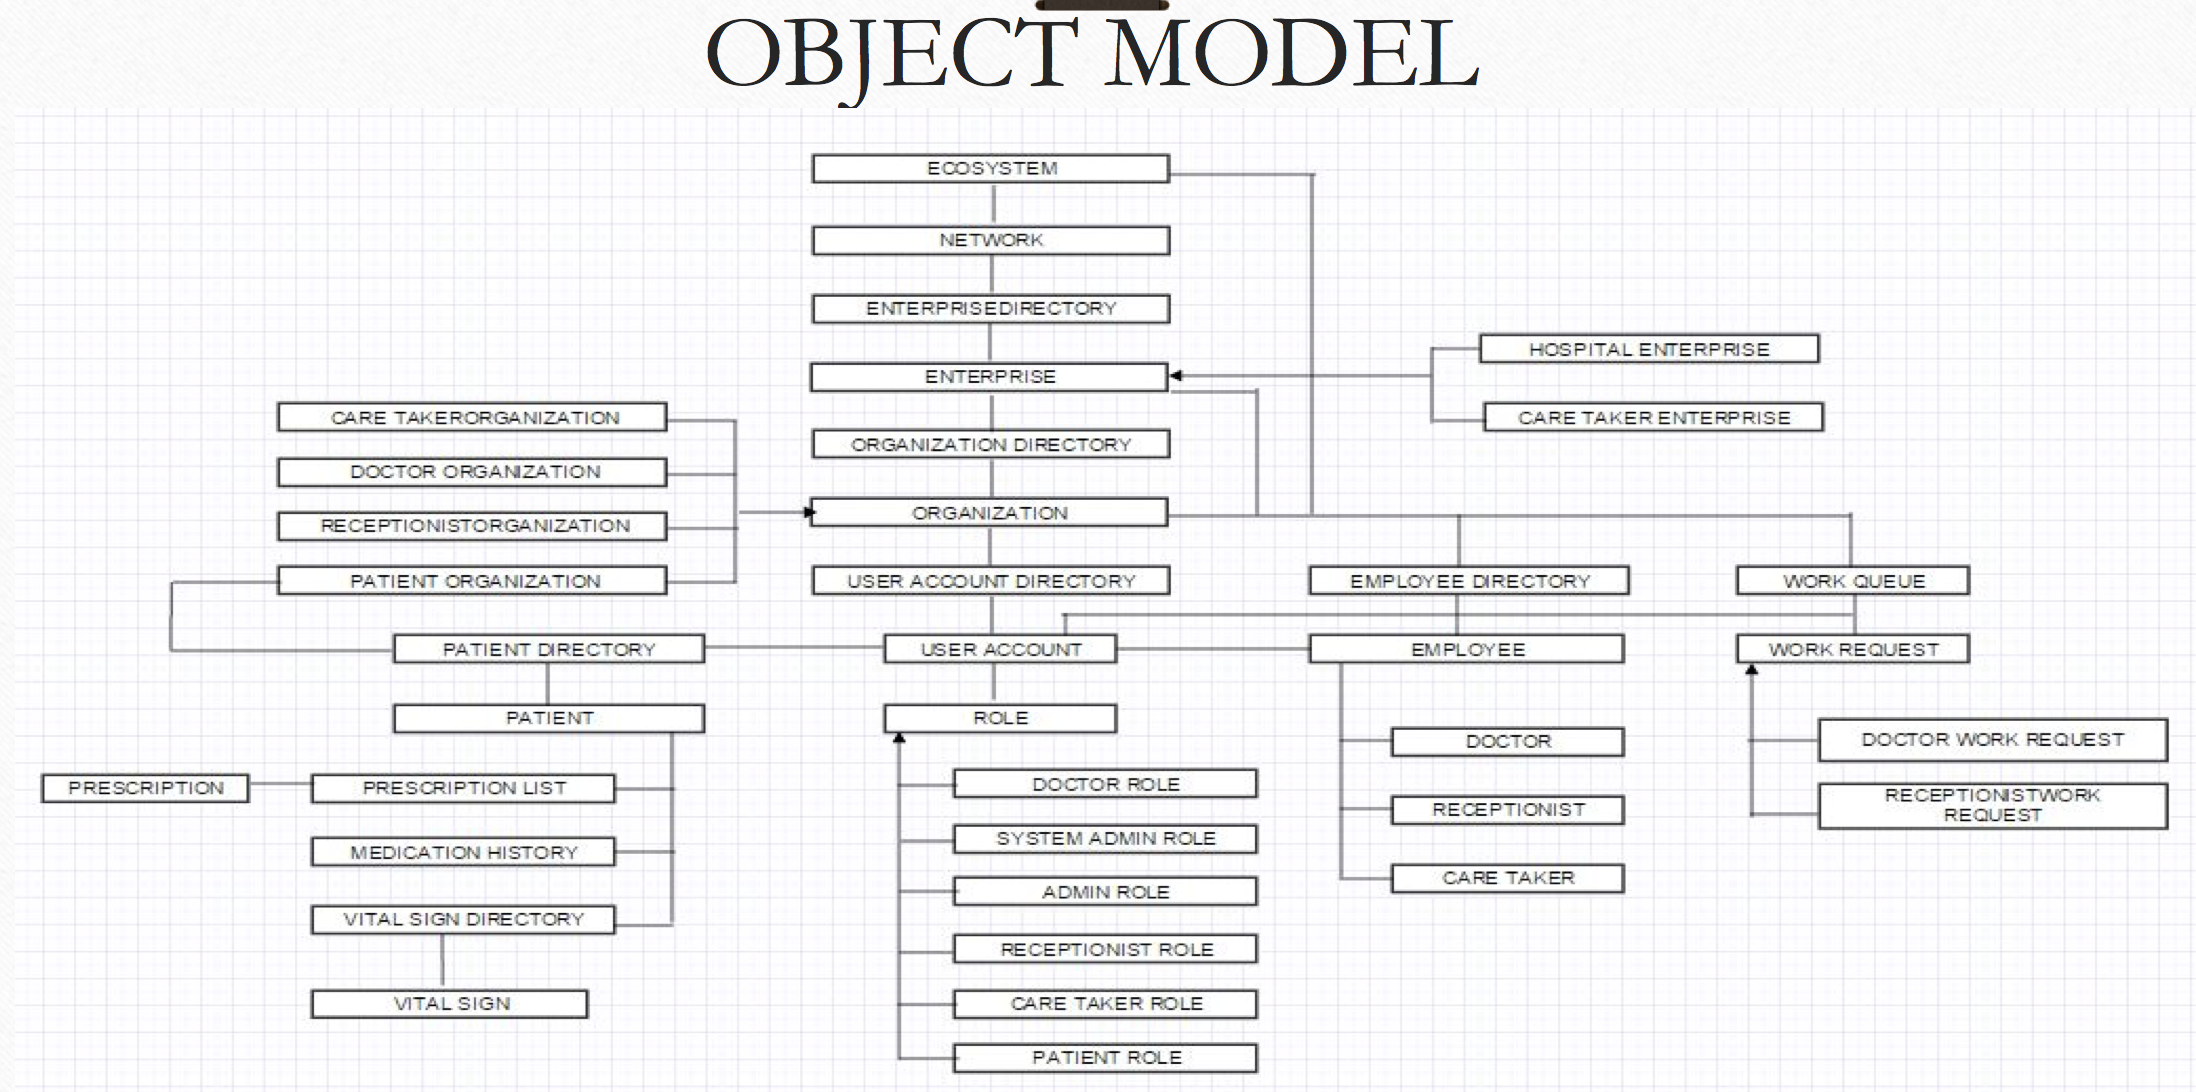 OBJECT MODEL
ECOSYSTEM
NETWORK
ENTERPRISEDIRECTORY
HOSPITAL ENTERPRISE
ENTERPRISE
CARE TAKERORGANIZATION
CARE TAKER ENTERPRISE
ORGANIZATION DIRECTORY
DOCTOR ORGANIZATION
ORGANIZATION
RECEPTIONISTORGANIZATION
PATIENT ORGANIZATION
USER ACCOUNT DIRECTORY
EMPLOYEE DIRECTORY
WORK QUEUE
PATIENT DIRECTORY
USER ACCOUNT
EMPLOYEE
WORK REQUEST
PATIENT
ROLE
DOCTOR
DOCTOR WORK REQUEST
PRESCRIPTION
PRESCRIPTION LIST
DOCTOR ROLE
RECEPTIONIST
RECEPTIONISTWORK
REQUEST
SYSTEM ADMIN ROLE
MEDICATION HISTORY
CARE TAKER
ADMIN ROLE
VITAL SIGN DIRECTORY
RECEPTIONIST ROLE
VITAL SIGN
CARE TAKER ROLE
PATIENT ROLE